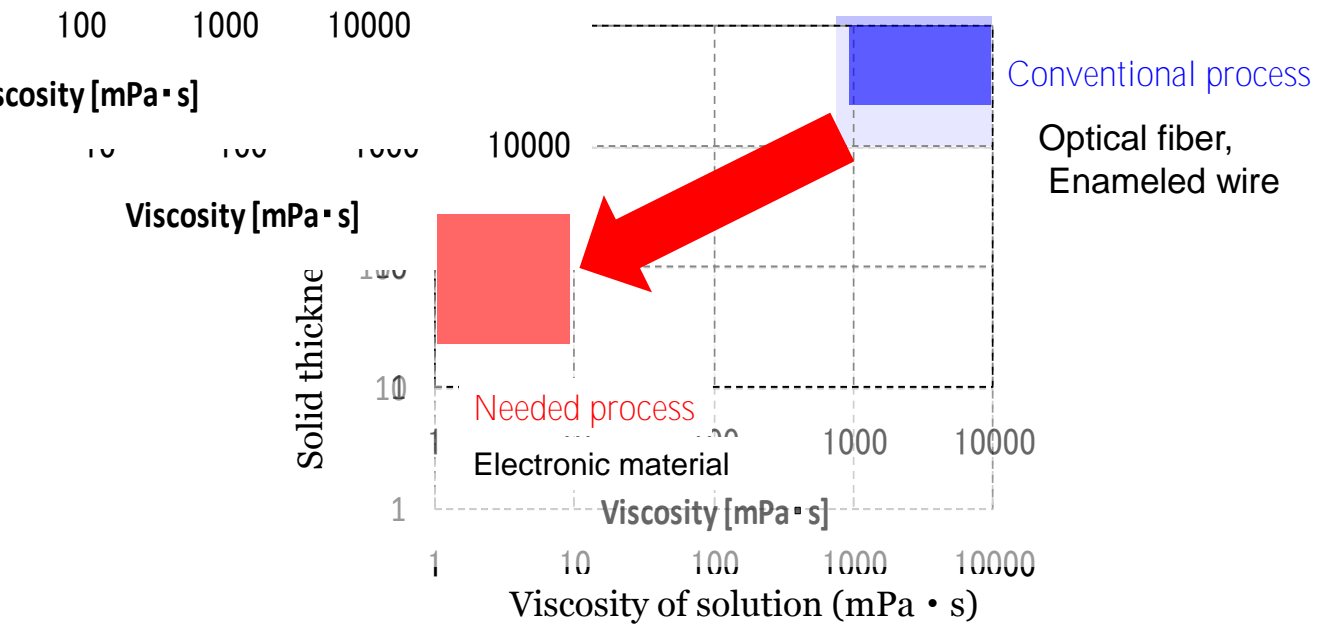 100 1000 10000
scosity [mPa・s]
10000
Viscosity [mPa・s]
Conventional process
Optical fiber,
Enameled wire
Solid thickne
10
Needed process
1000 10000
Electronic material
1
Viscosity [mPa・s]
1 10 100 1000 10000
Viscosity of solution (mPa・s)